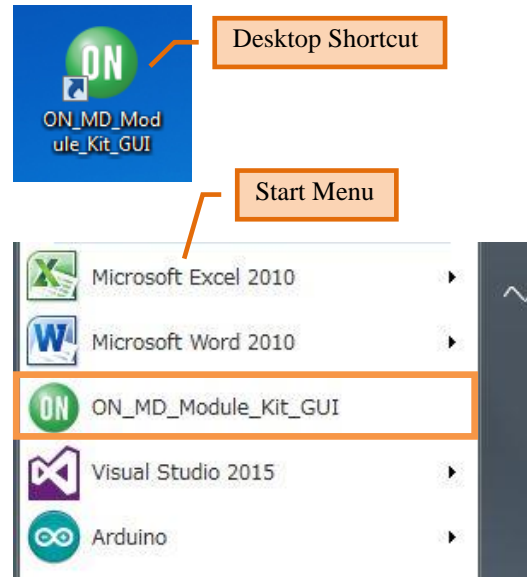 ON
Desktop Shortcut
ON_MD_Mod
ule_Kit_GUI
Start Menu
Microsoft Excel 2010
Microsoft Word 2010
ON
ON_MD_Module_Kit_GUI
Visual Studio 2015
Arduino